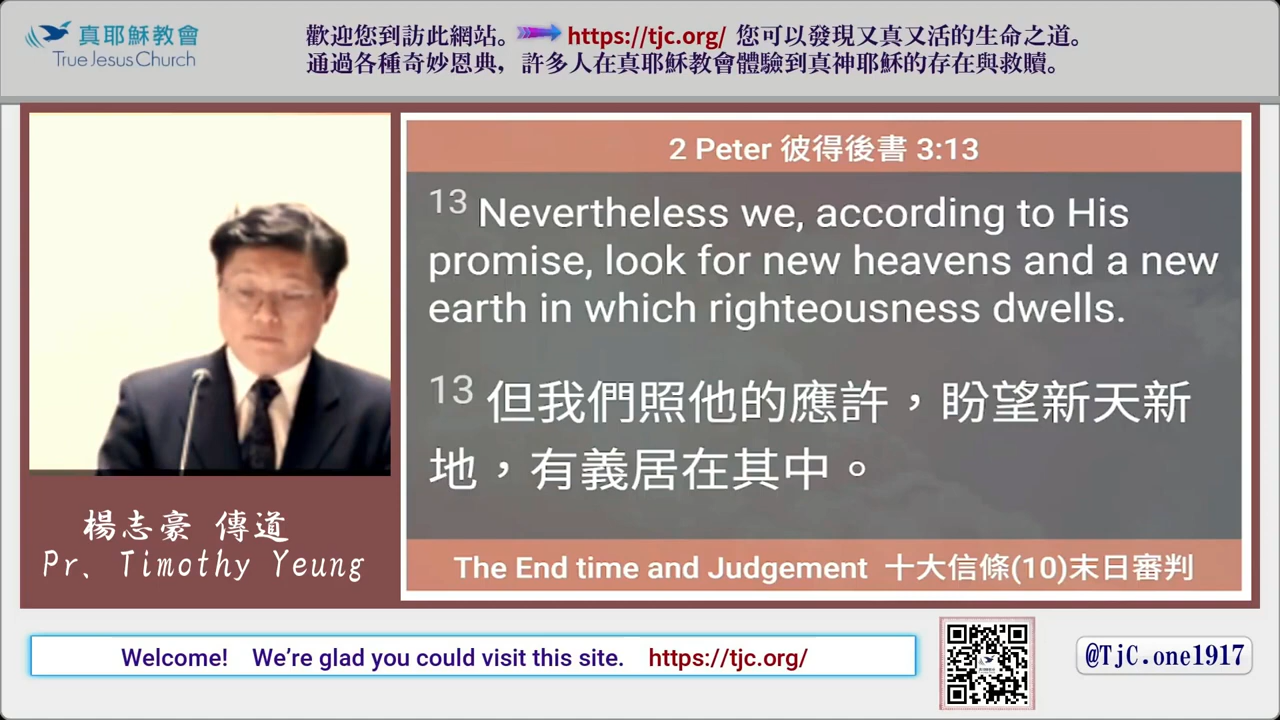 真耶穌教會
True Jesus Church
歡迎您到訪此網站。 https://tjc.org/ 您可以發現又真又活的生命之道。
通過各種奇妙恩典，許多人在真耶穌教會體驗到真神耶穌的存在與救贖。
2 Peter 彼得後書 3:13
13 Nevertheless we, according to His
promise, look for new heavens and a new
earth in which righteousness dwells.
13 但我們照他的應許，盼望新天新
地，有義居在其中。
The End time and Judgement 十大信條(10)末日審判
楊志豪 傳道
Pr. Timothy Yeung
Welcome! We’re glad you could visit this site. https://tjc.org/
@TjC.one1917